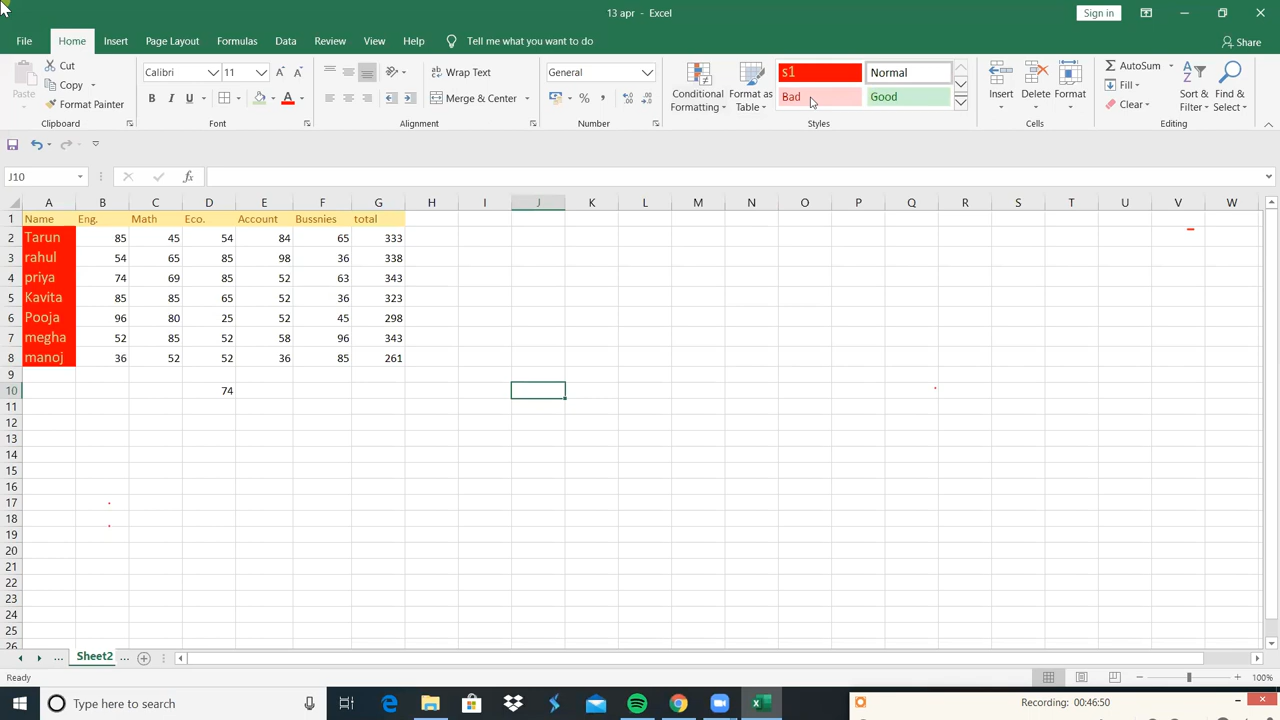 13 apr - Excel
Sign in
File Home Insert Page Layout Formulas Data Review View Help Tell me what you want to do Share
Paste
Cut
Copy
Format Painter
Clipboard
Calibri 11
B I U A
Font
Wrap Text
Merge & Center
Alignment
General
Number
Conditional Formatting
Format as Table
s1 Normal
Bad Good
Styles
Insert
Delete
Format
Cells
AutoSum
Fill
Clear
Sort & Filter
Find & Select
Editing
J10 fx
A B C D E F G H I J K L M N O P Q R S T U V W
1 Name Eng. Math Eco. Account Bussnies total
2 Tarun 85 45 54 84 65 333
3 rahul 54 65 85 98 36 338
4 priya 74 69 85 52 63 343
5 Kavita 85 85 65 52 36 323
6 Pooja 96 80 25 52 45 298
7 megha 52 85 52 58 96 343
8 manoj 36 52 52 36 85 261
9
10 74
11
12
13
14
15
16
17
18
19
20
21
22
23
24
25
26
... Sheet2 ...
Ready 100%
Type here to search
Recording: 00:46:50